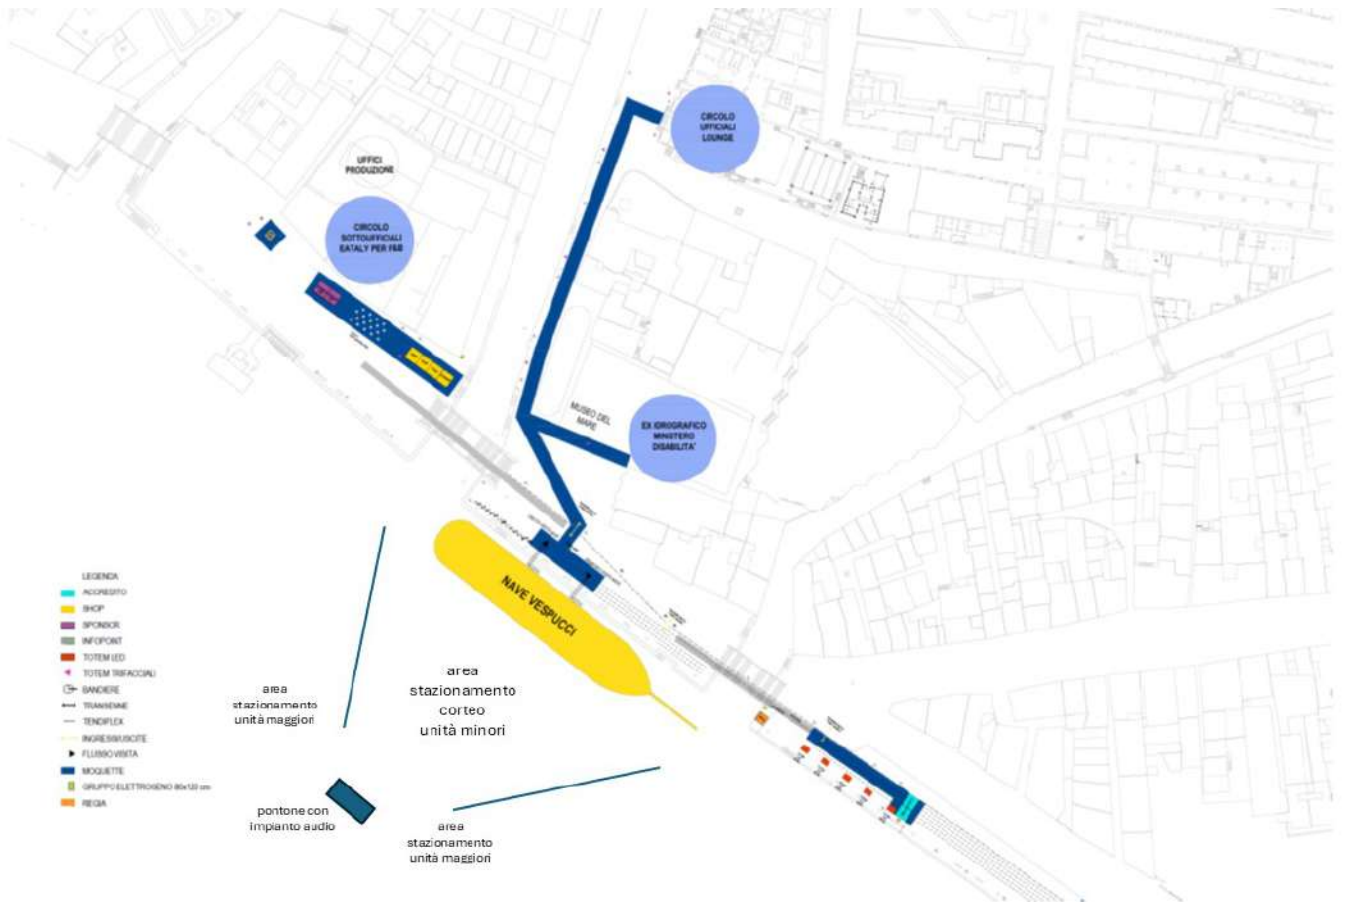 CIRCOLO
UFFICIALI
LOUNGE
UFFICI
PRODUZIONE
CIRCOLO
SOTTOUFFICIALI
EATALY PER F&B
MUSEO DEL
MARE
EX IDROGRAFICO
MINISTERO
DISABILITA'
NAVE VESPUCCI
LEGENDA
ACCREDITO
SHOP
SPONSOR
INFOPOINT
TOTEM LED
TOTEM TRIFACCIALI
BANDIERE
TRANSENNE
TENDIFLEX
INGRESSI/USCITE
FLUSSO VISITA
MOQUETTE
GRUPPO ELETTROGENO 80x120 cm
REGIA
area
stazionamento
unità maggiori
area
stazionamento
corteo
unità minori
pontone con
impianto audio
area
stazionamento
unità maggiori